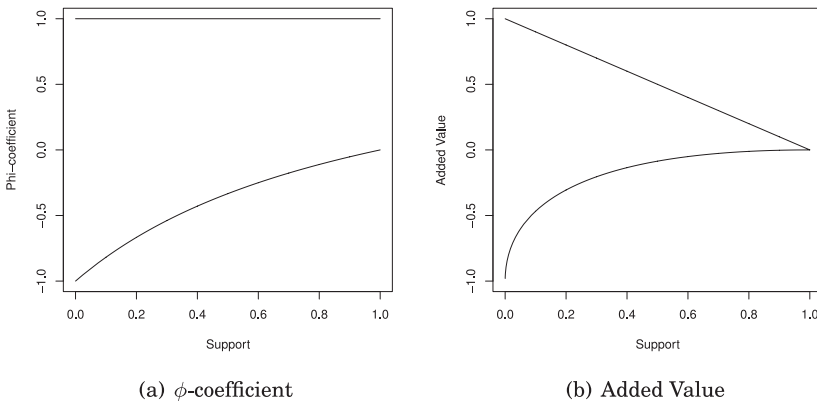 Phi−coefficient
1.0
0.5
0.0
−0.5
−1.0
0.0 0.2 0.4 0.6 0.8 1.0
Support
(a) ϕ-coefficient
Added Value
1.0
0.5
0.0
−0.5
−1.0
0.0 0.2 0.4 0.6 0.8 1.0
Support
(b) Added Value